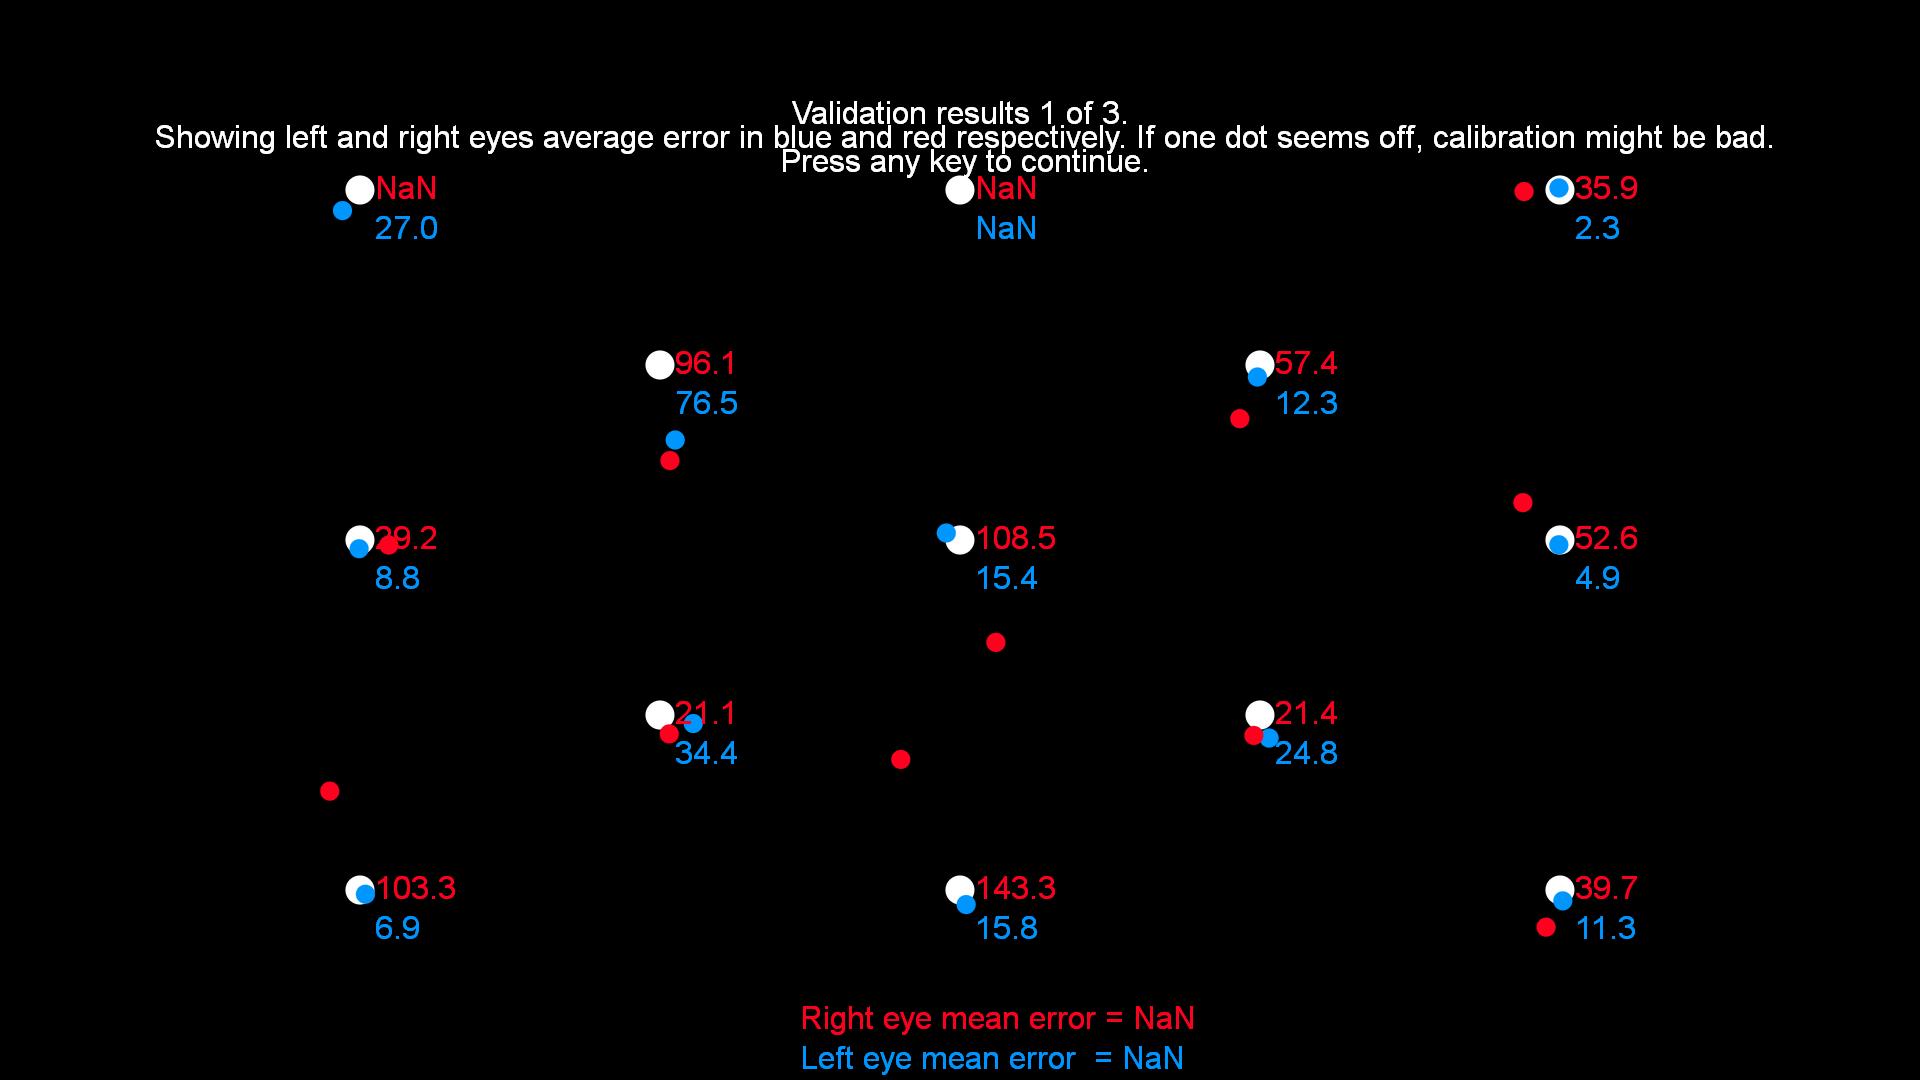 Validation results 1 of 3.
Showing left and right eyes average error in blue and red respectively. If one dot seems off, calibration might be bad.
Press any key to continue.
NaN NaN 35.9
27.0 NaN 2.3
96.1 57.4
76.5 12.3
29.2 108.5 52.6
8.8 15.4 4.9
21.1 21.4
34.4 24.8
103.3 143.3 39.7
6.9 15.8 11.3
Right eye mean error = NaN
Left eye mean error = NaN